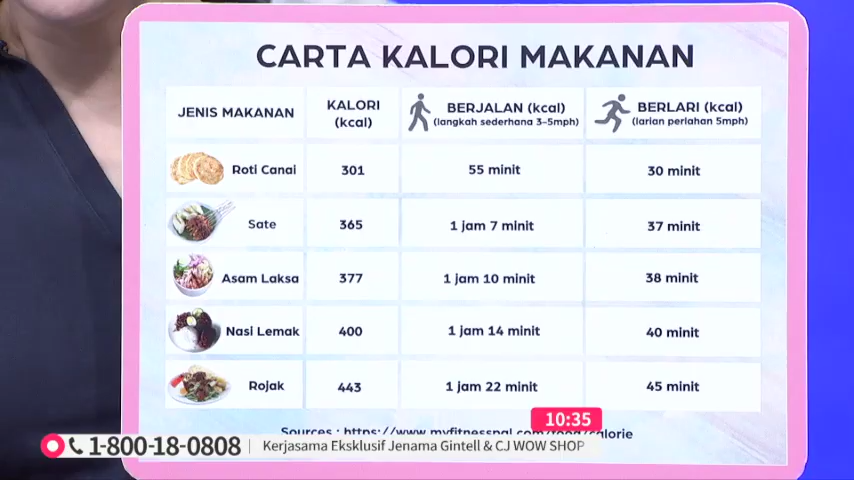 CARTA KALORI MAKANAN
JENIS MAKANAN
KALORI
(kcal)
BERJALAN (kcal)
(langkah sederhana 3-5mph)
BERLARI (kcal)
(larian perlahan 5mph)
Roti Canai 301 55 minit 30 minit
Sate 365 1 jam 7 minit 37 minit
Asam Laksa 377 1 jam 10 minit 38 minit
Nasi Lemak 400 1 jam 14 minit 40 minit
Rojak 443 1 jam 22 minit 45 minit
10:35
Sources : https://www.myfitnesspal.com/food/calorie
1-800-18-0808 Kerjasama Eksklusif Jenama Gintell & CJ WOW SHOP